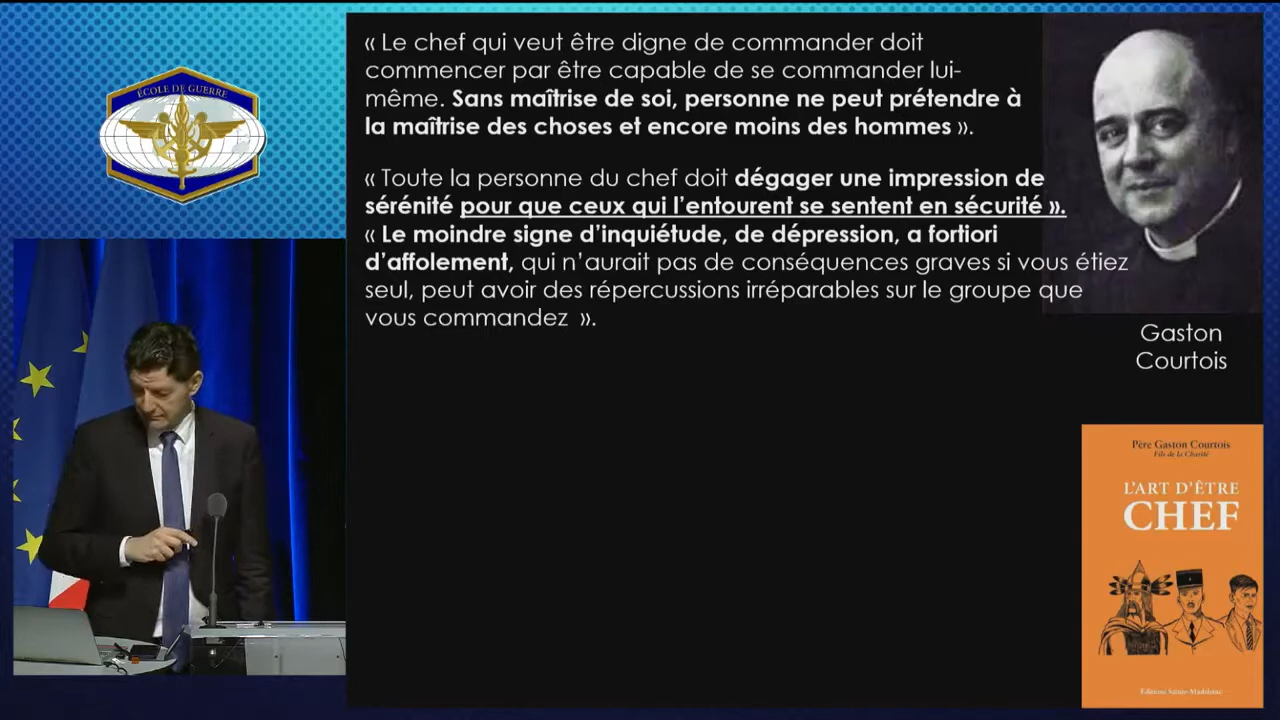 ÉCOLE DE GUERRE
« Le chef qui veut être digne de commander doit
commencer par être capable de se commander lui-
même. Sans maîtrise de soi, personne ne peut prétendre à
la maîtrise des choses et encore moins des hommes ».
« Toute la personne du chef doit dégager une impression de
sérénité pour que ceux qui l'entourent se sentent en sécurité ».
« Le moindre signe d'inquiétude, de dépression, a fortiori
d'affolement, qui n'aurait pas de conséquences graves si vous étiez
seul, peut avoir des répercussions irréparables sur le groupe que
vous commandez ».
Gaston
Courtois
Père Gaston Courtois
Fils de la Charité
L'ART D'ÊTRE
CHEF
Éditions Sainte-Madeleine